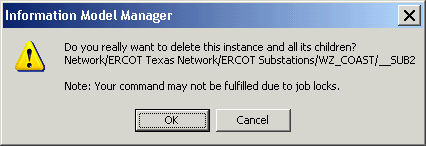 Information Model Manager
Do you really want to delete this instance and all its children?
Network/ERCOT Texas Network/ERCOT Substations/WZ_COAST/__SUB2
Note: Your command may not be fulfilled due to job locks.
OK
Cancel